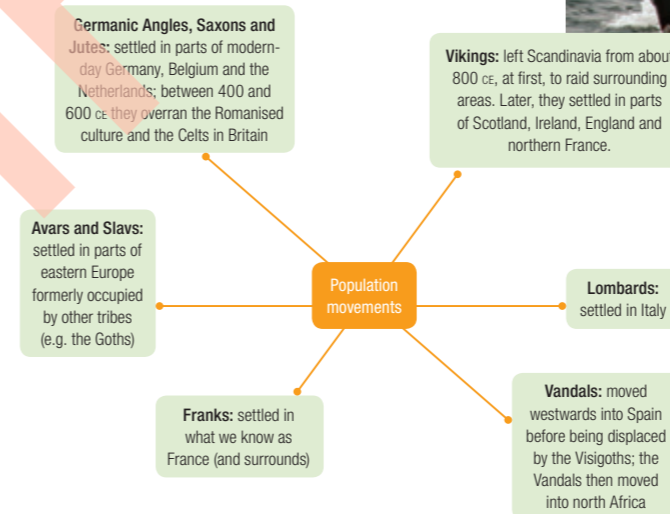 Germanic Angles, Saxons and
Jutes: settled in parts of modern-
day Germany, Belgium and the
Netherlands; between 400 and
600 CE they overran the Romanised
culture and the Celts in Britain
Vikings: left Scandinavia from about
800 CE, at first, to raid surrounding
areas. Later, they settled in parts
of Scotland, Ireland, England and
northern France.
Avars and Slavs:
settled in parts of
eastern Europe
formerly occupied
by other tribes
(e.g. the Goths)
Population
movements
Lombards:
settled in Italy
Franks: settled in
what we know as
France (and surrounds)
Vandals: moved
westwards into Spain
before being displaced
by the Visigoths; the
Vandals then moved
into north Africa